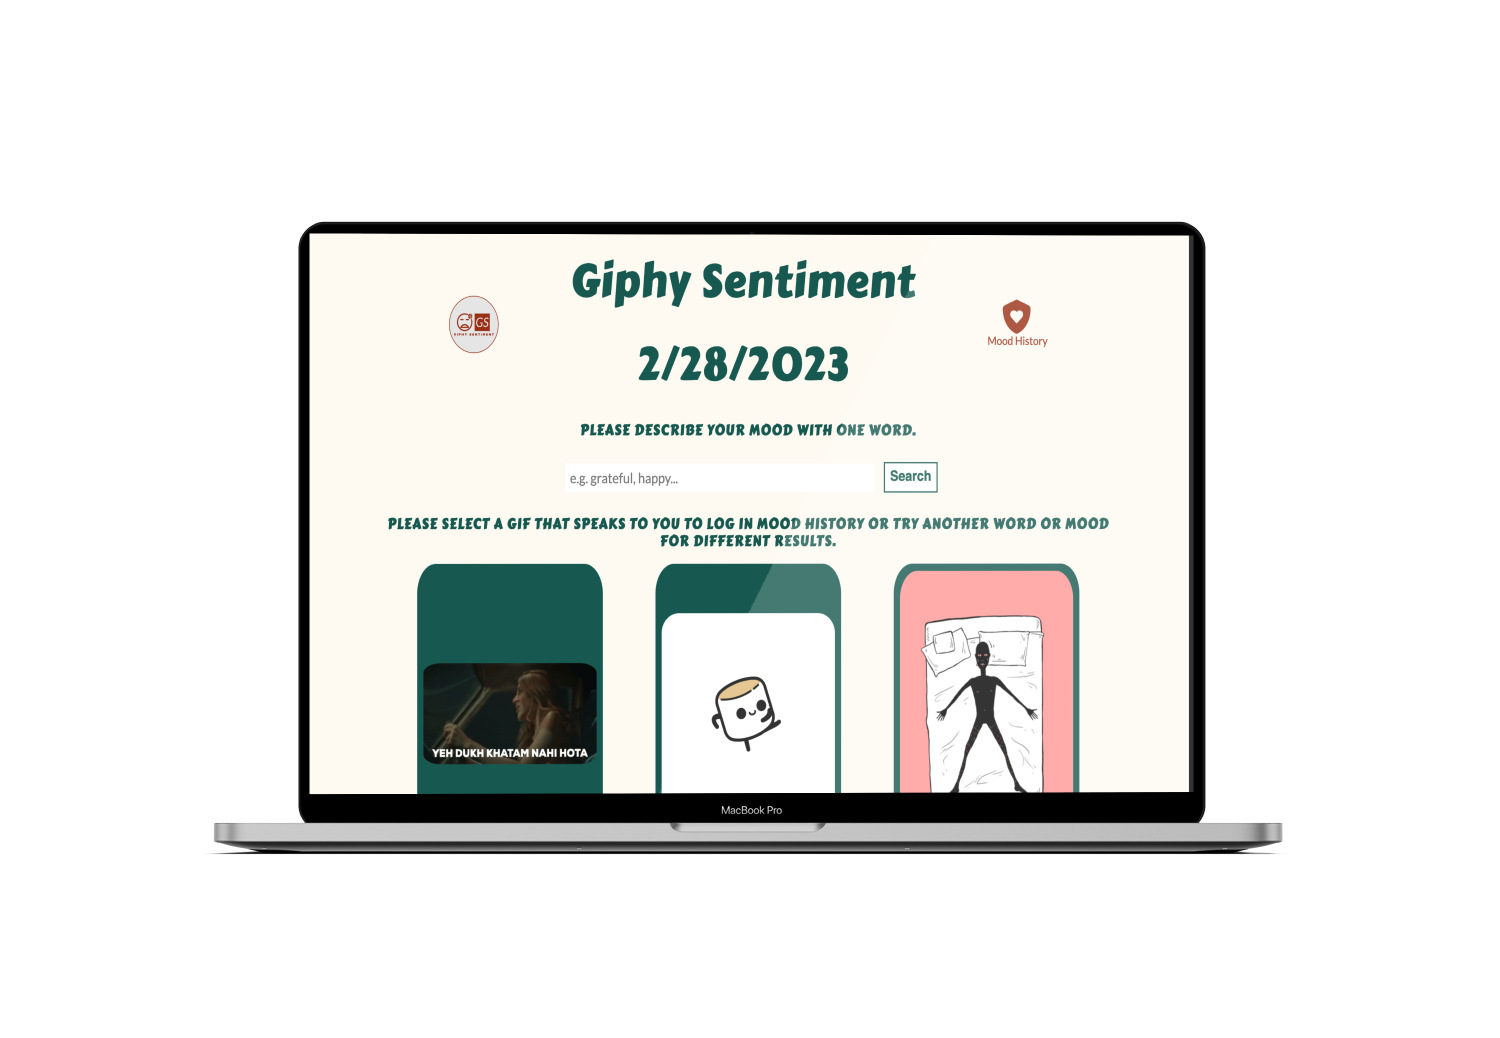 Giphy Sentiment
GS
GIPHY SENTIMENT
Mood History
2/28/2023
PLEASE DESCRIBE YOUR MOOD WITH ONE WORD.
e.g. grateful, happy...
Search
PLEASE SELECT A GIF THAT SPEAKS TO YOU TO LOG IN MOOD HISTORY OR TRY ANOTHER WORD OR MOOD
FOR DIFFERENT RESULTS.
YEH DUKH KHATAM NAHI HOTA
MacBook Pro